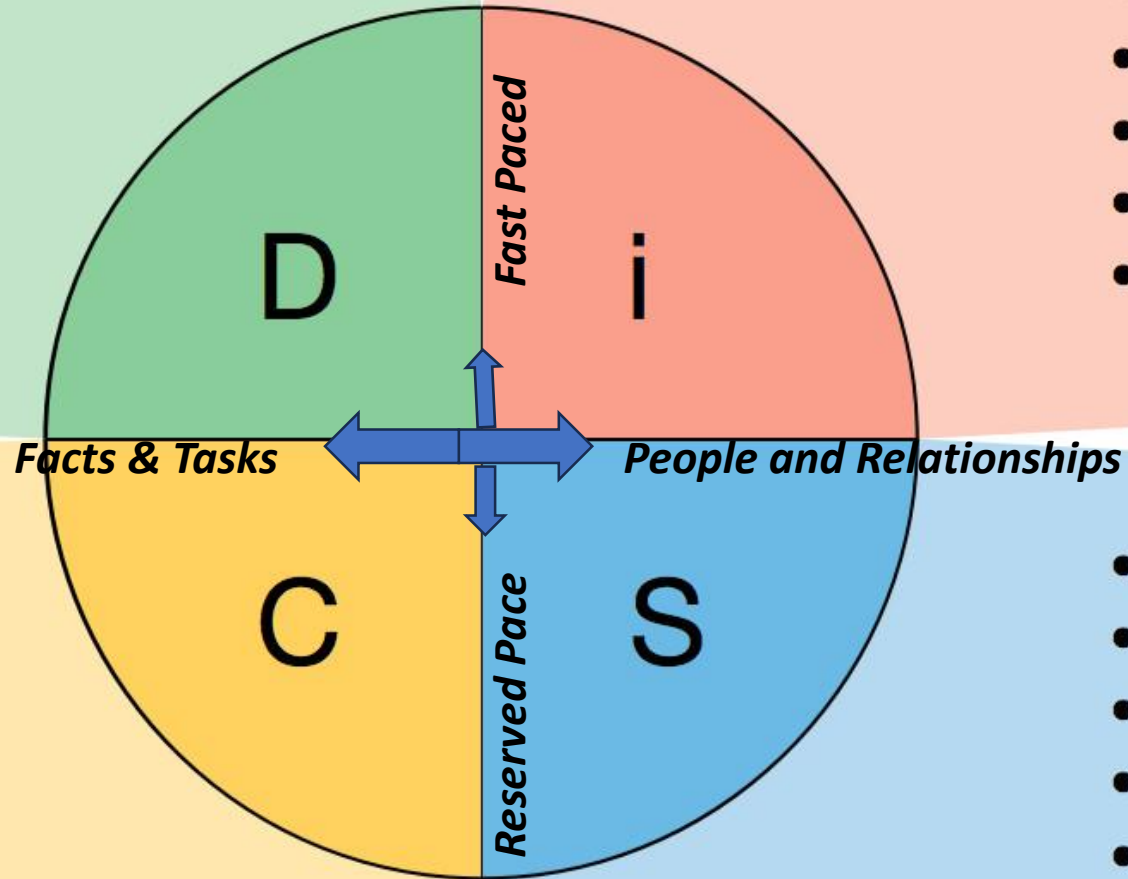 Fast Paced
D
i
Facts & Tasks
People and Relationships
C
S
Reserved Pace